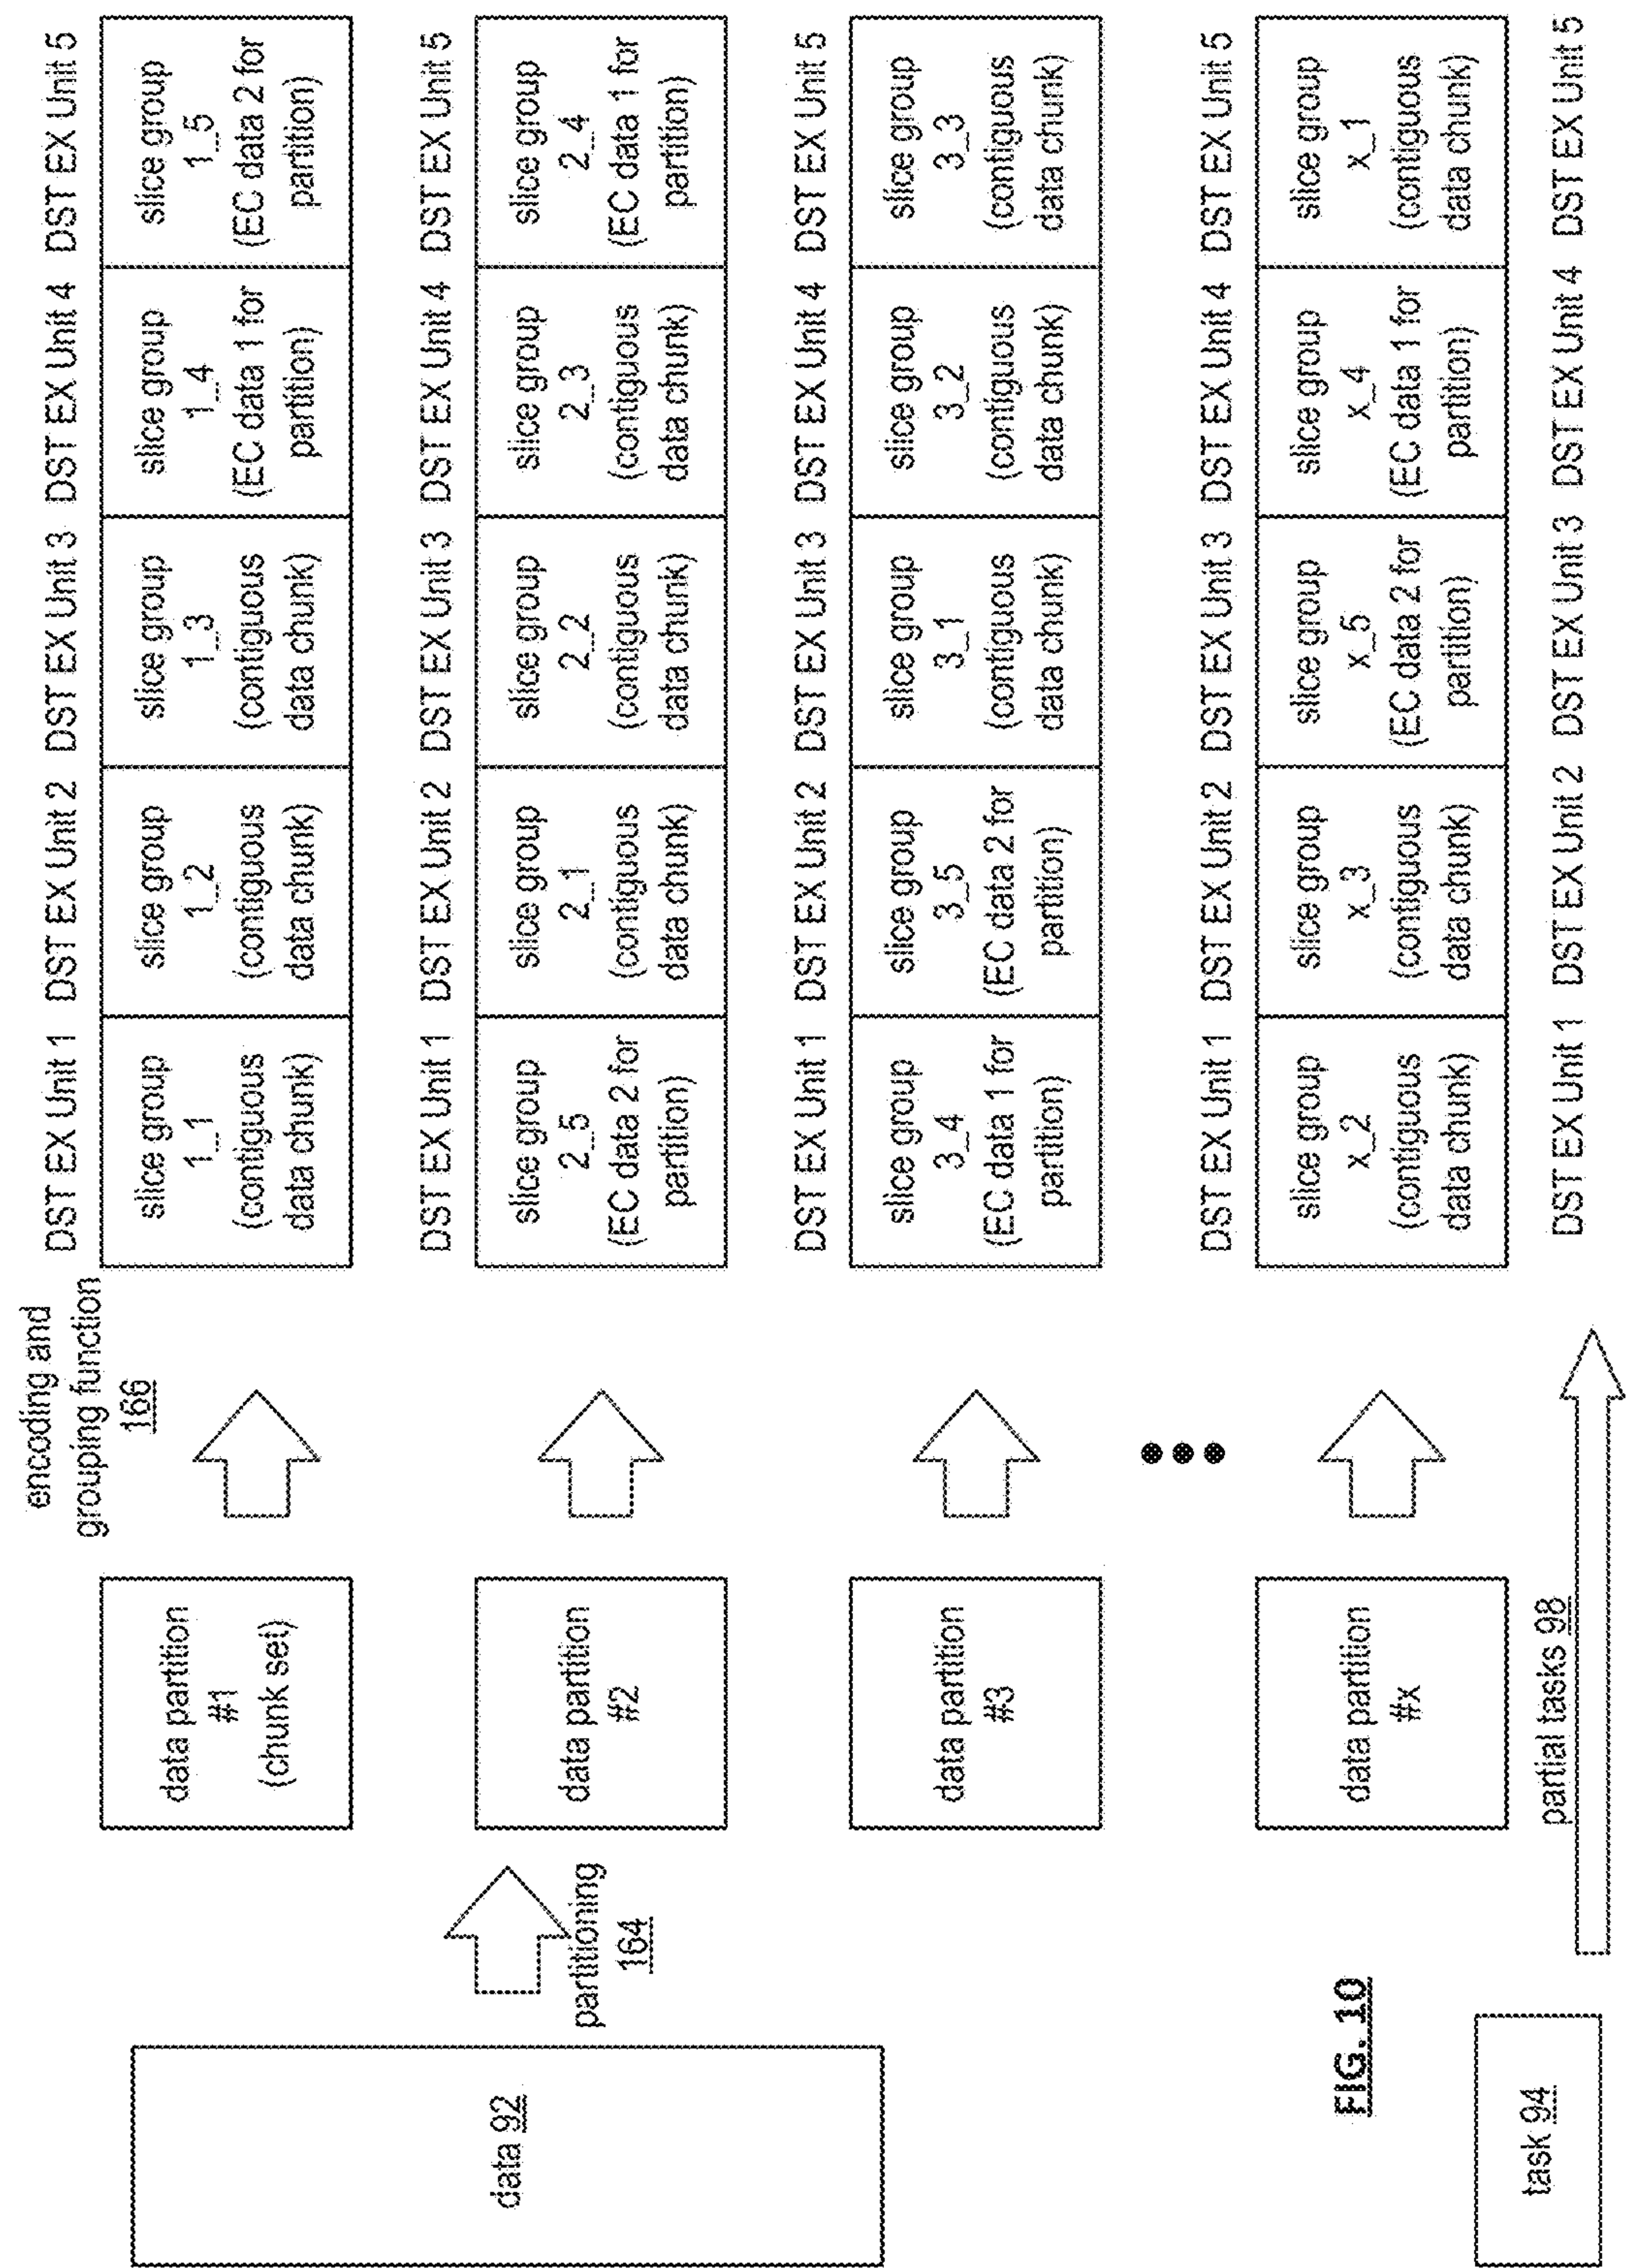 encoding and
grouping function
166
data 92
partitioning
164
data partition
#1
(chunk set)
DST EX Unit 1
DST EX Unit 2
DST EX Unit 3
DST EX Unit 4
DST EX Unit 5
slice group
1_1
(contiguous
data chunk)
slice group
1_2
(contiguous
data chunk)
slice group
1_3
(contiguous
data chunk)
slice group
1_4
(EC data 1 for
partition)
slice group
1_5
(EC data 2 for
partition)
data partition
#2
DST EX Unit 1
DST EX Unit 2
DST EX Unit 3
DST EX Unit 4
DST EX Unit 5
slice group
2_5
(EC data 2 for
partition)
slice group
2_1
(contiguous
data chunk)
slice group
2_2
(contiguous
data chunk)
slice group
2_3
(contiguous
data chunk)
slice group
2_4
(EC data 1 for
partition)
data partition
#3
DST EX Unit 1
DST EX Unit 2
DST EX Unit 3
DST EX Unit 4
DST EX Unit 5
slice group
3_4
(EC data 1 for
partition)
slice group
3_5
(EC data 2 for
partition)
slice group
3_1
(contiguous
data chunk)
slice group
3_2
(contiguous
data chunk)
slice group
3_3
(contiguous
data chunk)
data partition
#x
DST EX Unit 1
DST EX Unit 2
DST EX Unit 3
DST EX Unit 4
DST EX Unit 5
slice group
x_2
(contiguous
data chunk)
slice group
x_3
(contiguous
data chunk)
slice group
x_5
(EC data 2 for
partition)
slice group
x_4
(EC data 1 for
partition)
slice group
x_1
(contiguous
data chunk)
FIG. 10
task 94
partial tasks 98
DST EX Unit 1
DST EX Unit 2
DST EX Unit 3
DST EX Unit 4
DST EX Unit 5